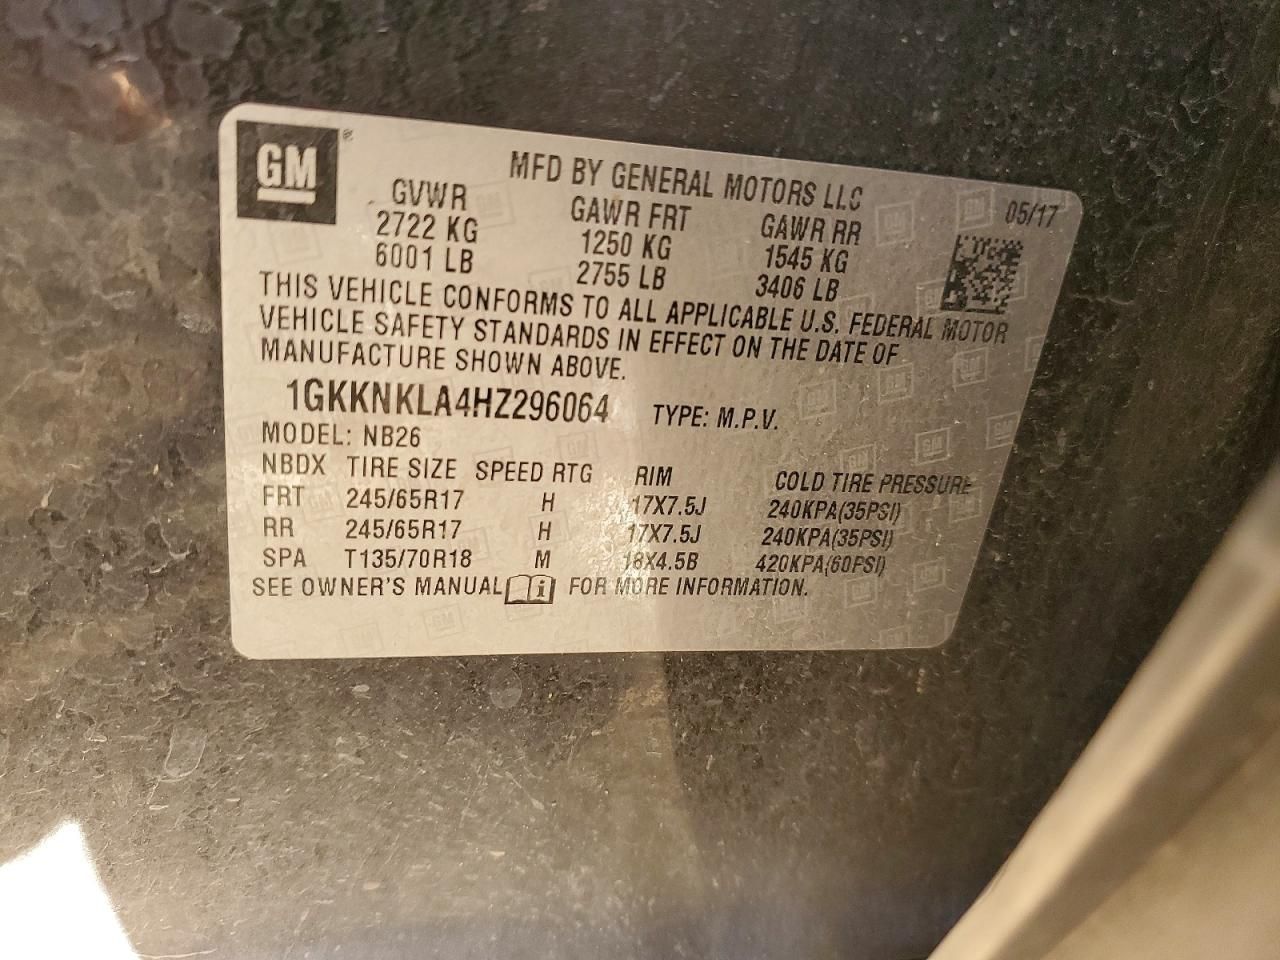 GM ®
MFD BY GENERAL MOTORS LLC
05/17
GVWR GAWR FRT GAWR RR
2722 KG 1250 KG 1545 KG
6001 LB 2755 LB 3406 LB
THIS VEHICLE CONFORMS TO ALL APPLICABLE U.S. FEDERAL MOTOR
VEHICLE SAFETY STANDARDS IN EFFECT ON THE DATE OF
MANUFACTURE SHOWN ABOVE.
1GKKNKLA4HZ296064 TYPE: M.P.V.
MODEL: NB26
NBDX TIRE SIZE SPEED RTG RIM COLD TIRE PRESSURE
FRT 245/65R17 H 17X7.5J 240KPA(35PSI)
RR 245/65R17 H 17X7.5J 240KPA(35PSI)
SPA T135/70R18 M 18X4.5B 420KPA(60PSI)
SEE OWNER'S MANUAL i FOR MORE INFORMATION.